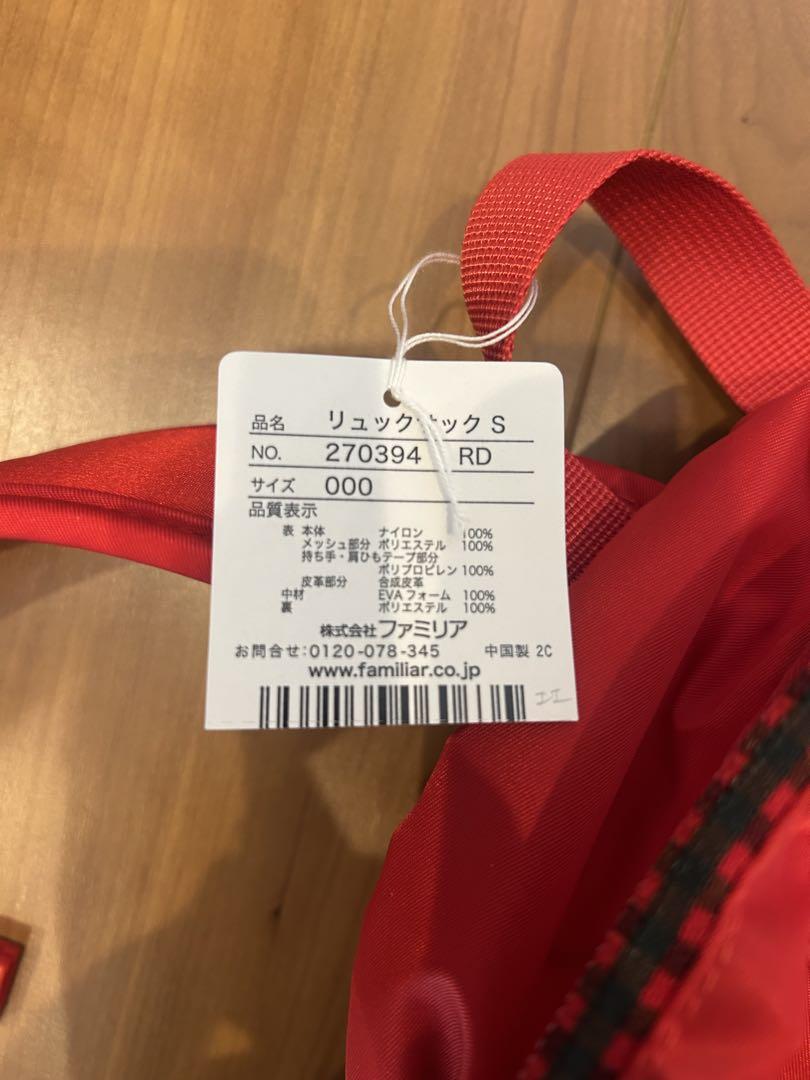 品名 リュックサック S
NO. 270394 RD
サイズ 000
品質表示
表 本体 ナイロン 100%
メッシュ部分 ポリエステル 100%
持ち手・肩ひもテープ部分
ポリプロピレン 100%
皮革部分 合成皮革
中材 EVAフォーム 100%
裏 ポリエステル 100%
株式会社ファミリア
お問合せ:0120-078-345 中国製 2C
www.familiar.co.jp